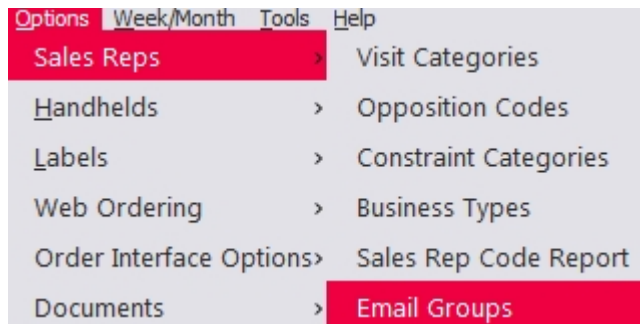 Options Week/Month Tools Help
Sales Reps > Visit Categories
Handhelds > Opposition Codes
Labels > Constraint Categories
Web Ordering > Business Types
Order Interface Options> Sales Rep Code Report
Documents > Email Groups